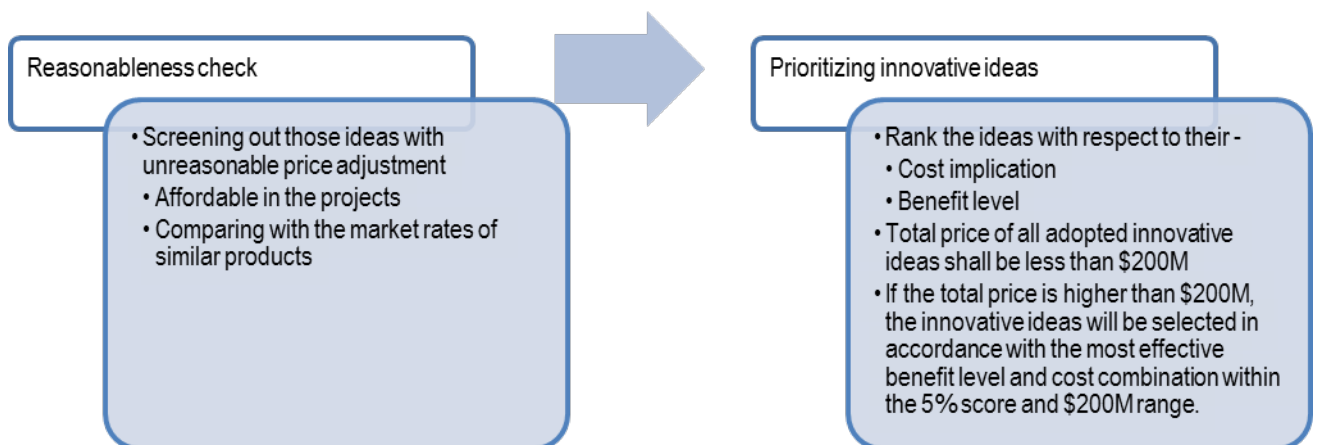 Reasonableness check
• Screening out those ideas with
unreasonable price adjustment
• Affordable in the projects
• Comparing with the market rates of
similar products
Prioritizing innovative ideas
• Rank the ideas with respect to their -
• Cost implication
• Benefit level
• Total price of all adopted innovative
ideas shall be less than $200M
• If the total price is higher than $200M,
the innovative ideas will be selected in
accordance with the most effective
benefit level and cost combination within
the 5% score and $200M range.